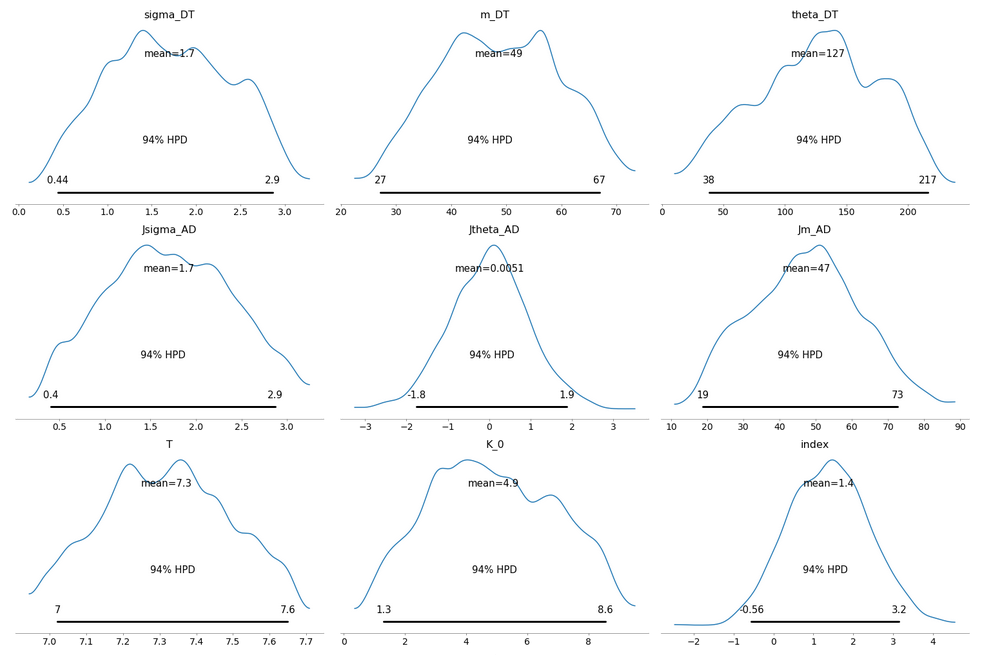 sigma_DT
mean=1.7
94% HPD
0.44 2.9
0.0 0.5 1.0 1.5 2.0 2.5 3.0
m_DT
mean=49
94% HPD
27 67
20 30 40 50 60 70
theta_DT
mean=127
94% HPD
38 217
0 50 100 150 200
Jsigma_AD
mean=1.7
94% HPD
0.4 2.9
0.5 1.0 1.5 2.0 2.5 3.0
Jtheta_AD
mean=0.0051
94% HPD
-1.8 1.9
−3 −2 −1 0 1 2 3
Jm_AD
mean=47
94% HPD
19 73
10 20 30 40 50 60 70 80 90
T
mean=7.3
94% HPD
7 7.6
7.0 7.1 7.2 7.3 7.4 7.5 7.6 7.7
K_0
mean=4.9
94% HPD
1.3 8.6
0 2 4 6 8
index
mean=1.4
94% HPD
-0.56 3.2
−2 −1 0 1 2 3 4